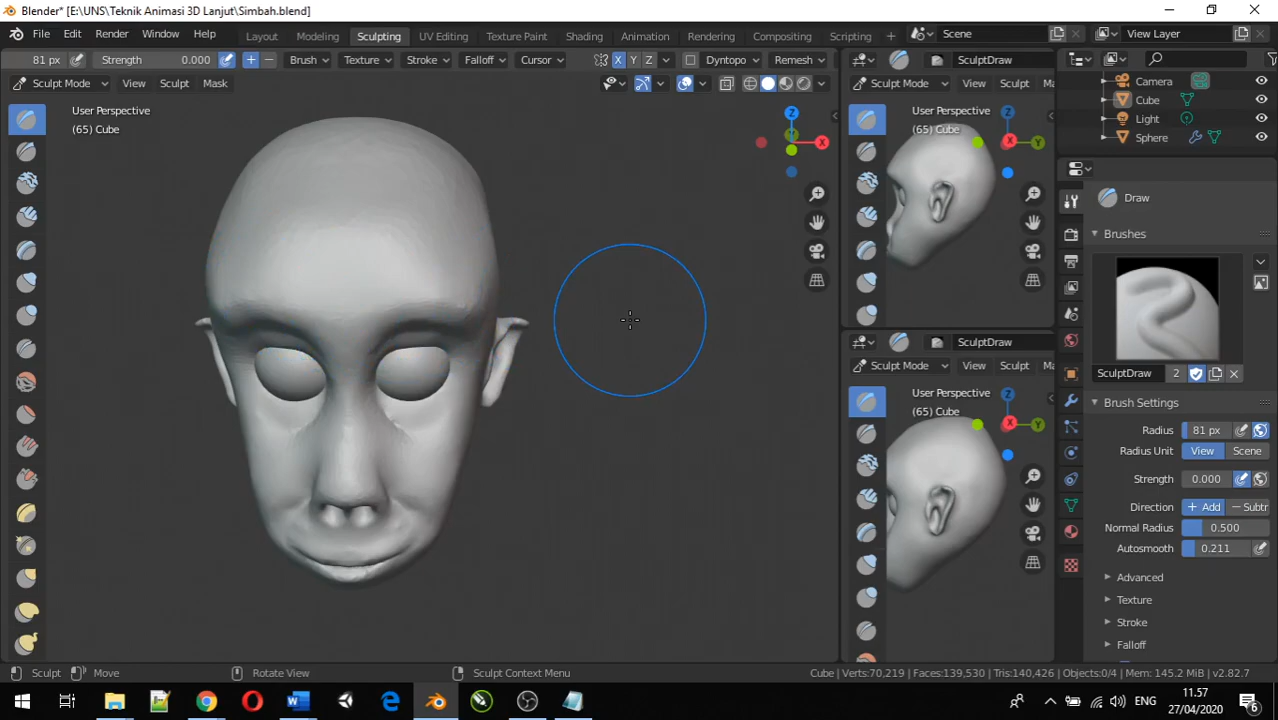 Blender* [E:\UNS\Teknik Animasi 3D Lanjut\Simbah.blend]
File Edit Render Window Help Layout Modeling Sculpting UV Editing Texture Paint Shading Animation Rendering Compositing Scripting + Scene View Layer
81 px Strength 0.000 + − Brush Texture Stroke Falloff Cursor X Y Z Dyntopo Remesh SculptDraw
Sculpt Mode View Sculpt Mask Sculpt Mode View Sculpt Ma
Camera
Cube
Light
Sphere
User Perspective
(65) Cube
Z
X
User Perspective
(65) Cube
Z
X Y
SculptDraw
Sculpt Mode View Sculpt Ma
User Perspective
(65) Cube
Z
X Y
Draw
Brushes
SculptDraw 2
Brush Settings
Radius 81 px
Radius Unit View Scene
Strength 0.000
Direction + Add − Subtr
Normal Radius 0.500
Autosmooth 0.211
Advanced
Texture
Stroke
Falloff
Sculpt Move Rotate View Sculpt Context Menu Cube | Verts:70,219 | Faces:139,530 | Tris:140,426 | Objects:0/4 | Mem: 145.2 MiB | v2.82.7
ENG 11.57
27/04/2020 6